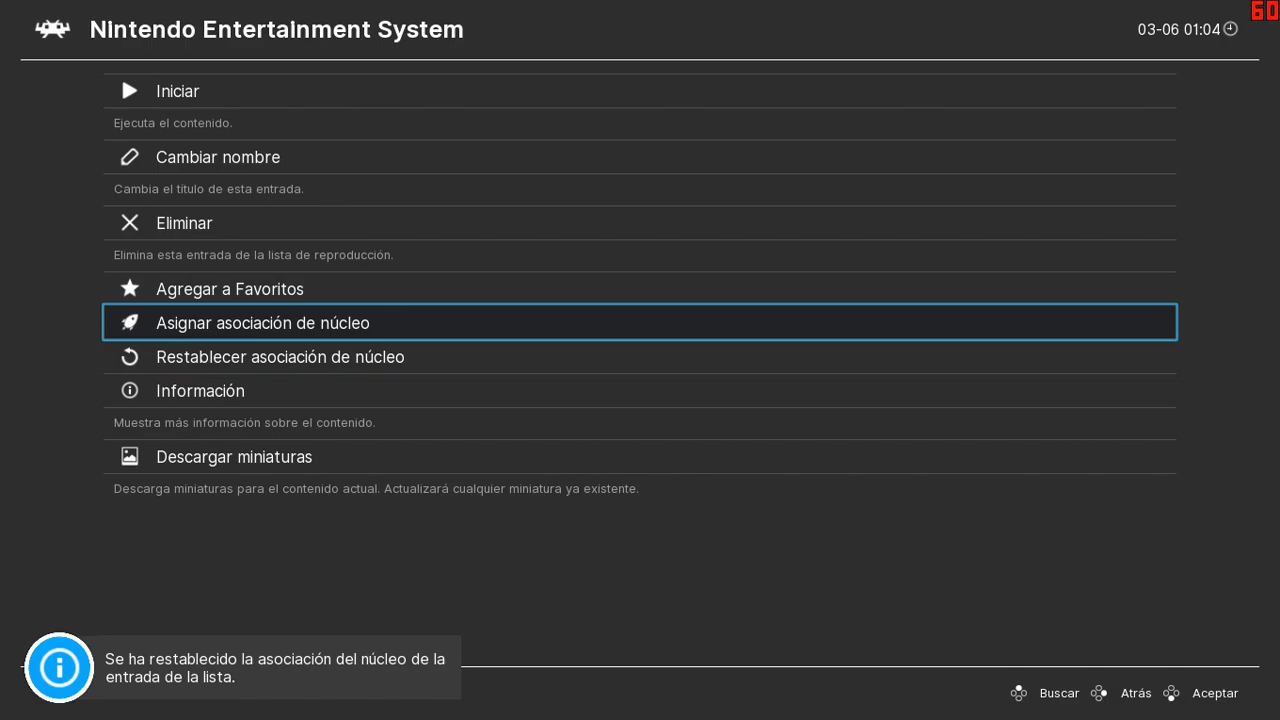 Nintendo Entertainment System
03-06 01:04
60
Iniciar
Ejecuta el contenido.
Cambiar nombre
Cambia el título de esta entrada.
Eliminar
Elimina esta entrada de la lista de reproducción.
Agregar a Favoritos
Asignar asociación de núcleo
Restablecer asociación de núcleo
Información
Muestra más información sobre el contenido.
Descargar miniaturas
Descarga miniaturas para el contenido actual. Actualizará cualquier miniatura ya existente.
Se ha restablecido la asociación del núcleo de la
entrada de la lista.
Buscar Atrás Aceptar